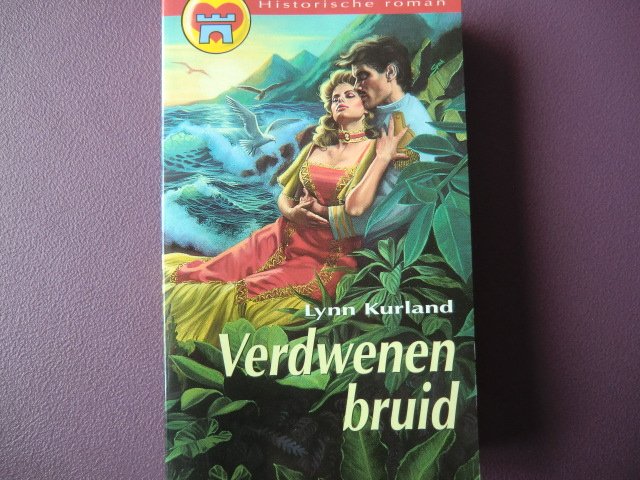 Historische roman
Lynn Kurland
Verdwenen
bruid